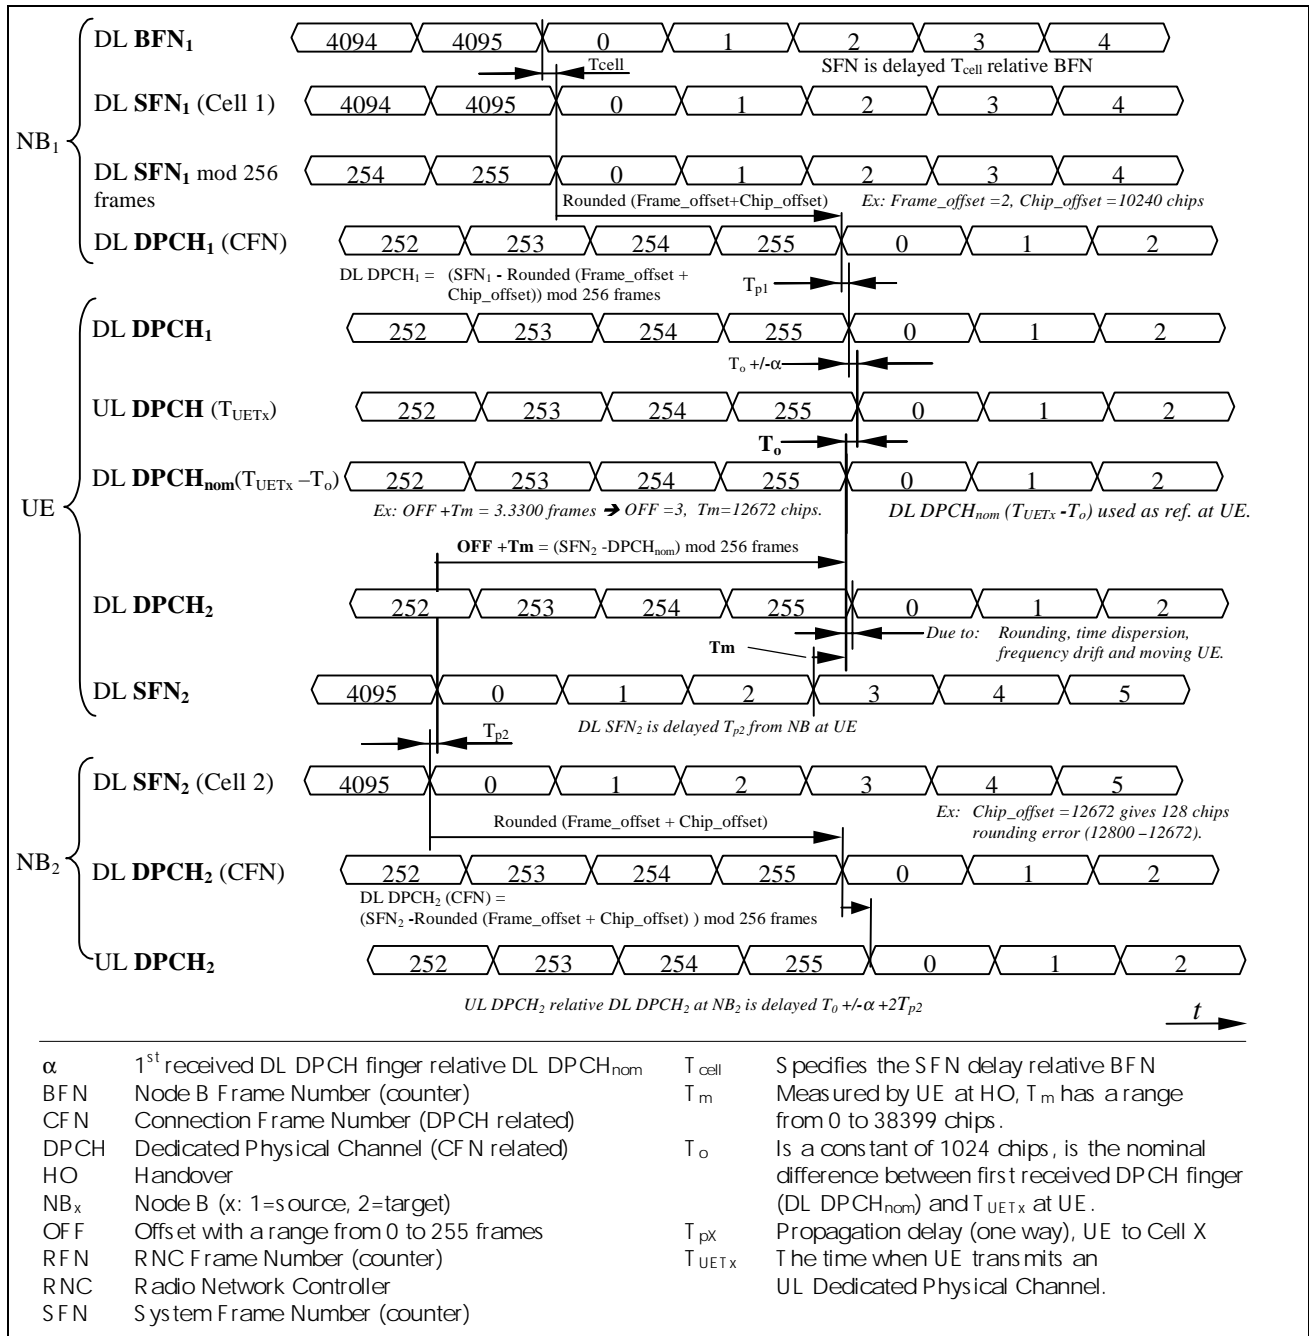 DL BFN1 4094 4095 0 1 2 3 4
Tcell SFN is delayed Tcell relative BFN
DL SFN1 (Cell 1) 4094 4095 0 1 2 3 4
NB1
DL SFN1 mod 256 frames 254 255 0 1 2 3 4
Rounded (Frame_offset+Chip_offset) Ex: Frame_offset =2, Chip_offset =10240 chips
DL DPCH1 (CFN) 252 253 254 255 0 1 2
DL DPCH1 = (SFN1 - Rounded (Frame_offset +
Chip_offset)) mod 256 frames
Tp1
DL DPCH1 252 253 254 255 0 1 2
To +/-α
UL DPCH (TUETx) 252 253 254 255 0 1 2
To
DL DPCHnom(TUETx –To) 252 253 254 255 0 1 2
UE
Ex: OFF +Tm = 3.3300 frames ➔ OFF =3, Tm=12672 chips. DL DPCHnom (TUETx -To) used as ref. at UE.
OFF +Tm = (SFN2 -DPCHnom) mod 256 frames
DL DPCH2 252 253 254 255 0 1 2
Due to: Rounding, time dispersion,
frequency drift and moving UE.
Tm
DL SFN2 4095 0 1 2 3 4 5
DL SFN2 is delayed Tp2 from NB at UE
Tp2
DL SFN2 (Cell 2) 4095 0 1 2 3 4 5
Ex: Chip_offset =12672 gives 128 chips
rounding error (12800 –12672).
Rounded (Frame_offset + Chip_offset)
NB2
DL DPCH2 (CFN) 252 253 254 255 0 1 2
DL DPCH2 (CFN) =
(SFN2 -Rounded (Frame_offset + Chip_offset) ) mod 256 frames
UL DPCH2 252 253 254 255 0 1 2
UL DPCH2 relative DL DPCH2 at NB2 is delayed T0 +/-α +2Tp2
t
α 1st received DL DPCH finger relative DL DPCHnom
BFN Node B Frame Number (counter)
CFN Connection Frame Number (DPCH related)
DPCH Dedicated Physical Channel (CFN related)
HO Handover
NBx Node B (x: 1=source, 2=target)
OFF Offset with a range from 0 to 255 frames
RFN RNC Frame Number (counter)
RNC Radio Network Controller
SFN System Frame Number (counter)
Tcell Specifies the SFN delay relative BFN
Tm Measured by UE at HO, Tm has a range
from 0 to 38399 chips.
To Is a constant of 1024 chips, is the nominal
difference between first received DPCH finger
(DL DPCHnom) and TUETx at UE.
TpX Propagation delay (one way), UE to Cell X
TUETx The time when UE transmits an
UL Dedicated Physical Channel.